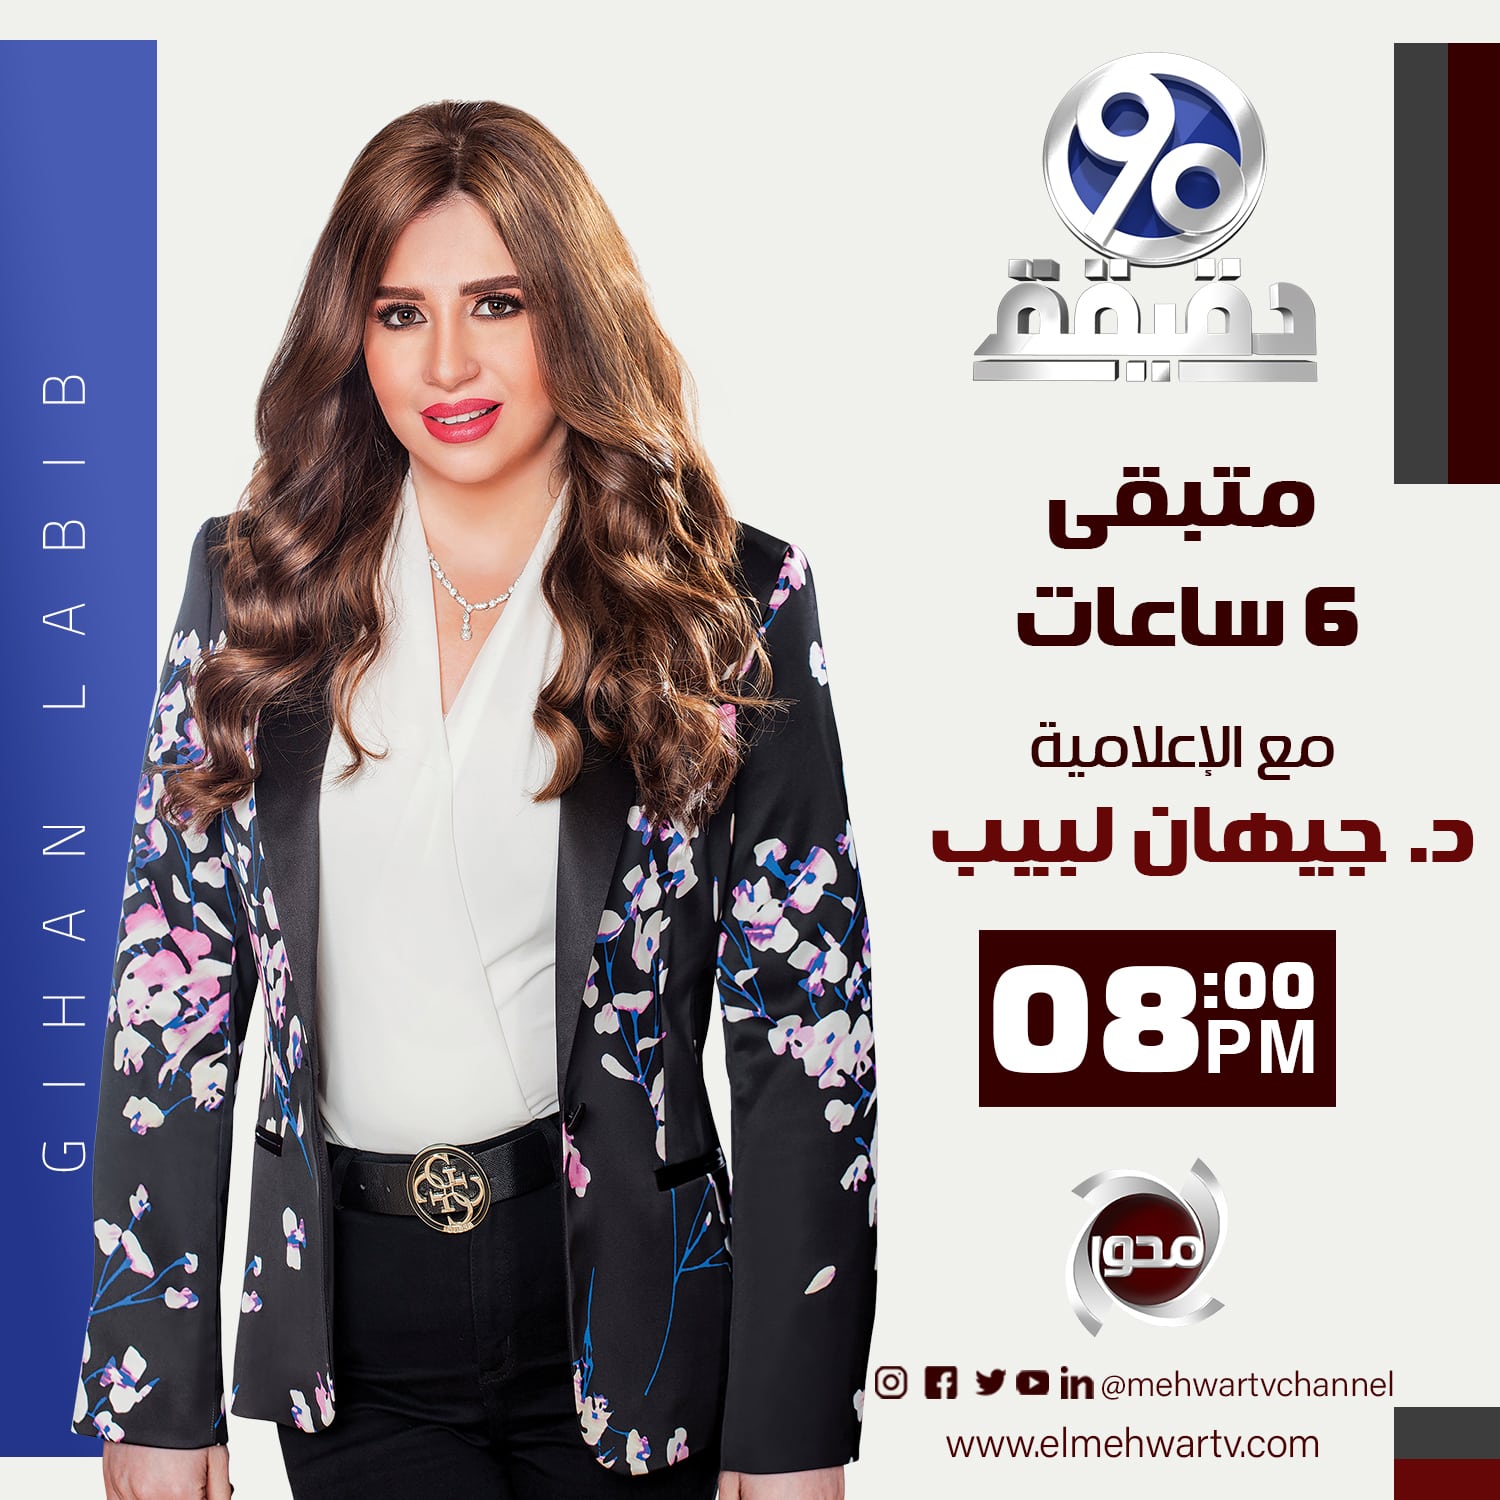 GIHAN LABIB
90
دقيقة
متبقى
6 ساعات
مع الإعلامية
د. جيهان لبيب
08:00
PM
محور
@mehwartvchannel
www.elmehwartv.com